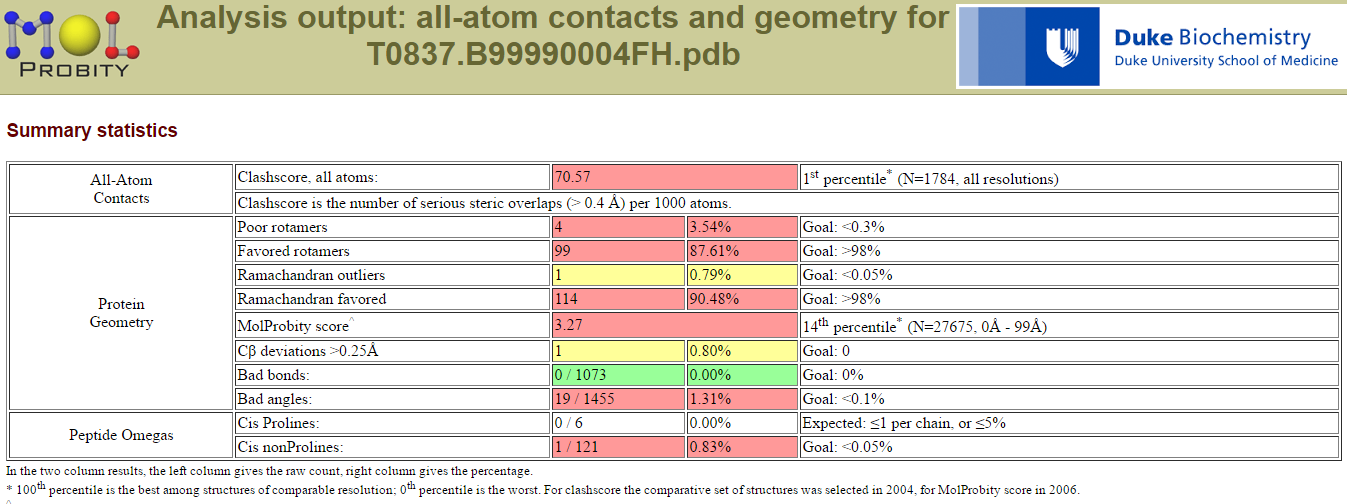 MOL
PROBITY
Analysis output: all-atom contacts and geometry for
T0837.B99990004FH.pdb
Duke Biochemistry
Duke University School of Medicine
Summary statistics
All-Atom Contacts Clashscore, all atoms: 70.57 1st percentile* (N=1784, all resolutions)
Clashscore is the number of serious steric overlaps (> 0.4 Å) per 1000 atoms.
Protein Geometry Poor rotamers 4 3.54% Goal: <0.3%
Favored rotamers 99 87.61% Goal: >98%
Ramachandran outliers 1 0.79% Goal: <0.05%
Ramachandran favored 114 90.48% Goal: >98%
MolProbity score^ 3.27 14th percentile* (N=27675, 0Å - 99Å)
Cβ deviations >0.25Å 1 0.80% Goal: 0
Bad bonds: 0 / 1073 0.00% Goal: 0%
Bad angles: 19 / 1455 1.31% Goal: <0.1%
Peptide Omegas Cis Prolines: 0 / 6 0.00% Expected: ≤1 per chain, or ≤5%
Cis nonProlines: 1 / 121 0.83% Goal: <0.05%
In the two column results, the left column gives the raw count, right column gives the percentage.
* 100th percentile is the best among structures of comparable resolution; 0th percentile is the worst. For clashscore the comparative set of structures was selected in 2004, for MolProbity score in 2006.
^